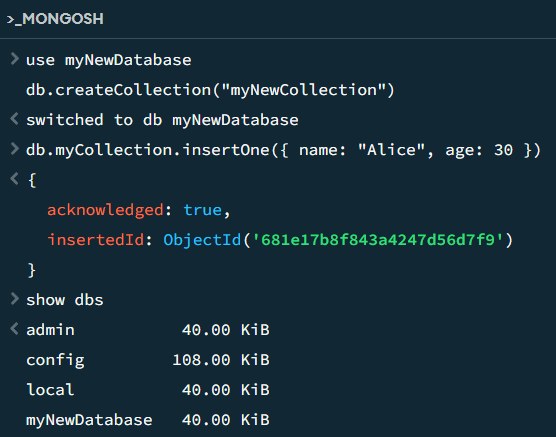 >_MONGOSH
> use myNewDatabase
db.createCollection("myNewCollection")
< switched to db myNewDatabase
> db.myCollection.insertOne({ name: "Alice", age: 30 })
< {
acknowledged: true,
insertedId: ObjectId('681e17b8f843a4247d56d7f9')
}
> show dbs
< admin 40.00 KiB
config 108.00 KiB
local 40.00 KiB
myNewDatabase 40.00 KiB